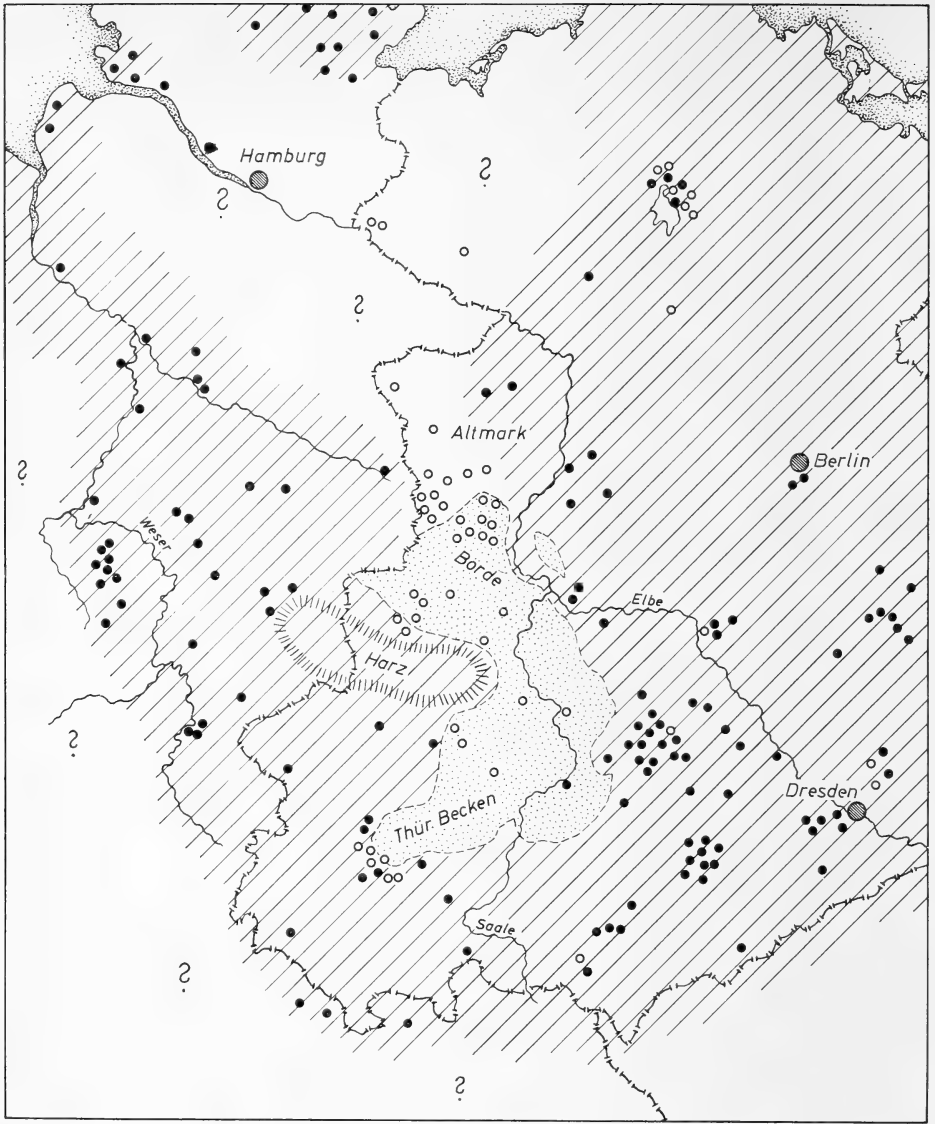 ?
Hamburg
?
?
Altmark
Berlin
?
Weser
Börde
Elbe
Harz
?
Dresden
Thür. Becken
Saale
?
?